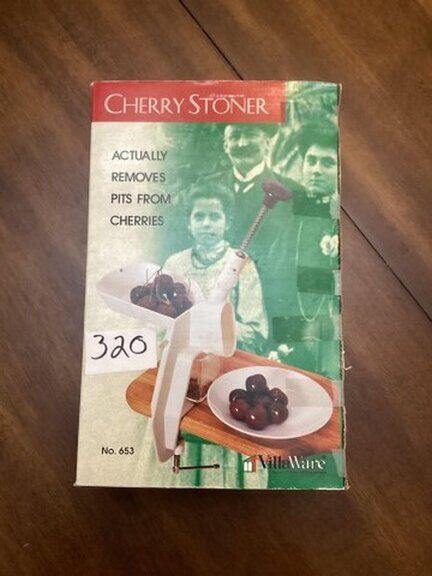 CHERRY STONER
ACTUALLY
REMOVES
PITS FROM
CHERRIES
320
No. 653
VillaWare